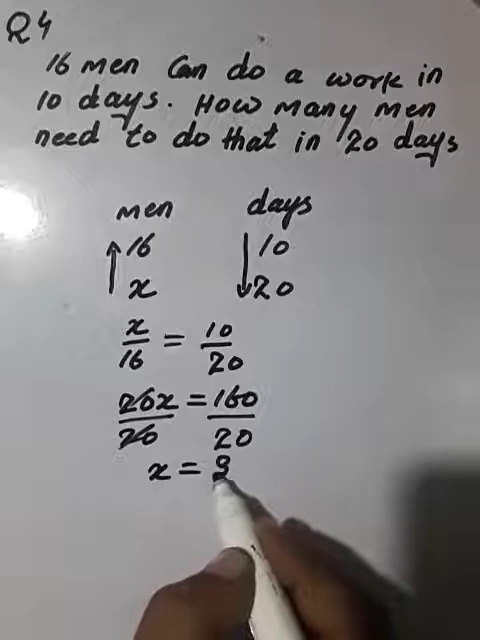 Q4
16 men can do a work in
10 days. How many men
need to do that in 20 days
men days
16 10
x 20
x/16 = 10/20
20x/20 = 160/20
x = 8